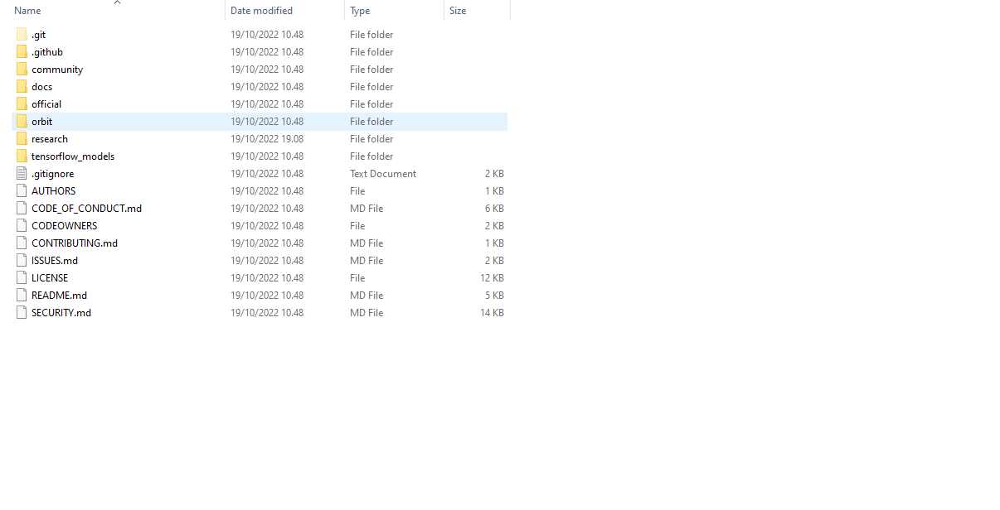 Name Date modified Type Size
.git 19/10/2022 10.48 File folder
.github 19/10/2022 10.48 File folder
community 19/10/2022 10.48 File folder
docs 19/10/2022 10.48 File folder
official 19/10/2022 10.48 File folder
orbit 19/10/2022 10.48 File folder
research 19/10/2022 19.08 File folder
tensorflow_models 19/10/2022 10.48 File folder
.gitignore 19/10/2022 10.48 Text Document 2 KB
AUTHORS 19/10/2022 10.48 File 1 KB
CODE_OF_CONDUCT.md 19/10/2022 10.48 MD File 6 KB
CODEOWNERS 19/10/2022 10.48 File 2 KB
CONTRIBUTING.md 19/10/2022 10.48 MD File 1 KB
ISSUES.md 19/10/2022 10.48 MD File 2 KB
LICENSE 19/10/2022 10.48 File 12 KB
README.md 19/10/2022 10.48 MD File 5 KB
SECURITY.md 19/10/2022 10.48 MD File 14 KB